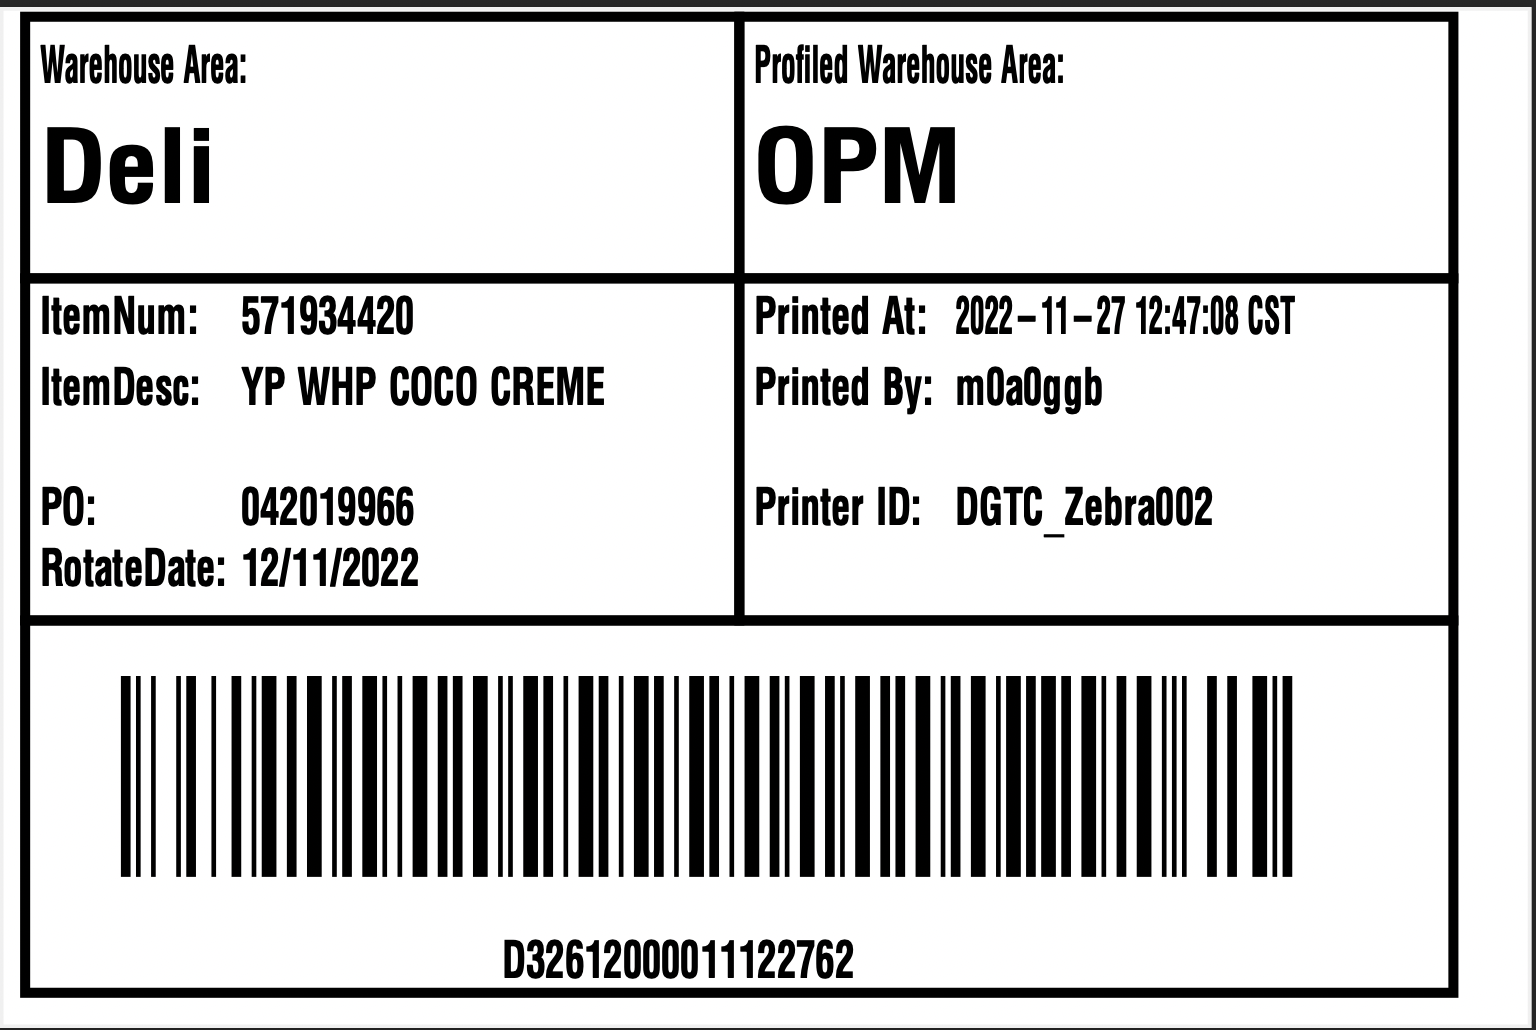 Warehouse Area:
Deli
Profiled Warehouse Area:
OPM
ItemNum: 571934420
ItemDesc: YP WHP COCO CREME
PO: 042019966
RotateDate: 12/11/2022
Printed At: 2022-11-27 12:47:08 CST
Printed By: m0a0ggb
Printer ID: DGTC_Zebra002
D32612000011122762